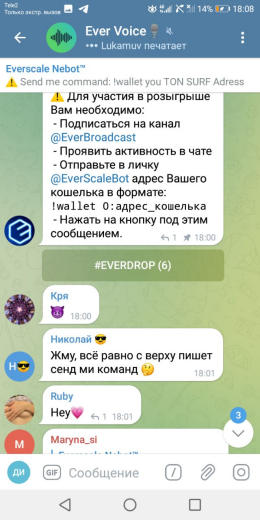 Tele2
Только экстр. вызов
14%
18:08
Ever Voice
Lukamuv печатает
Everscale Nebot™
⚠️ Send me command: !wallet you TON SURF Adress
⚠️ Для участия в розыгрыше
Вам необходимо:
- Подписаться на канал
@EverBroadcast
- Проявить активность в чате
- Отправьте в личку
@EverScaleBot адрес Вашего
кошелька в формате:
!wallet 0:адрес_кошелька
- Нажать на кнопку под этим
сообщением.
1 18:00
#EVERDROP (6)
Кря
😈 18:00
Николай 😎
Жму, всё равно с верху пишет
сенд ми команд 🤔
18:01
Н😎
Ruby
Hey💗 1 18:01
3
Maryna_si
M
Everscale Nebot™
ДИ
GIF
Сообщение